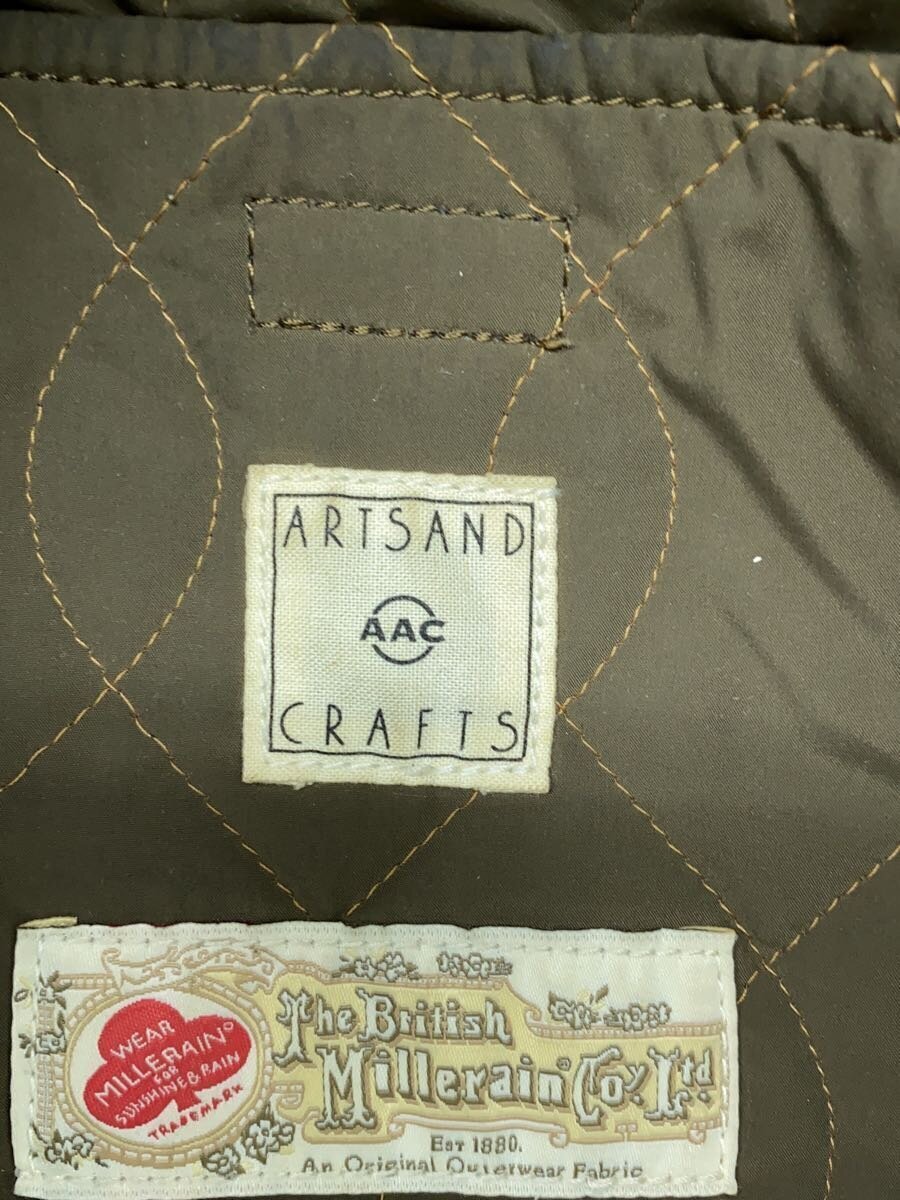 ARTSAND
AAC
CRAFTS
WEAR
MILLERAIN
FOR
SUNSHINE & RAIN
TRADEMARK
The British
Millerain Coy. Ltd
EST 1880.
An Original Outerwear Fabric